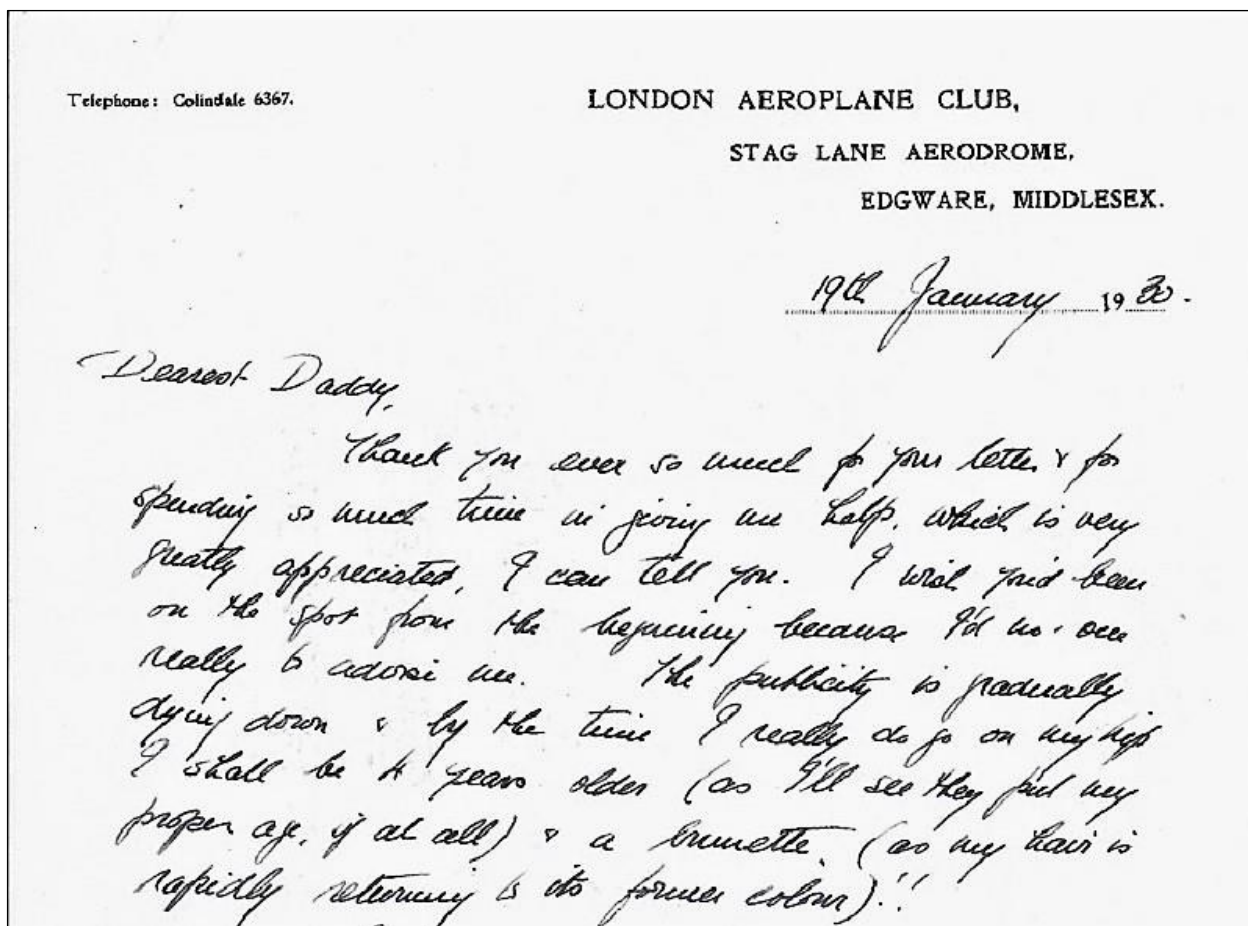 Telephone: Colindale 6367.
LONDON AEROPLANE CLUB,
STAG LANE AERODROME,
EDGWARE, MIDDLESEX.
19th January 1930.
Dearest Daddy,
Thank you ever so much for your letter & for
spending so much time in giving me help, which is very
greatly appreciated, I can tell you. I wish you'd been
on the spot from the beginning because I'd no-one
really to advise me. The publicity is gradually
dying down & by the time I really do go on my trip
I shall be 4 years older (as I'll see they put my
proper age, if at all) & a brunette, (as my hair is
rapidly returning to its former colour)!!